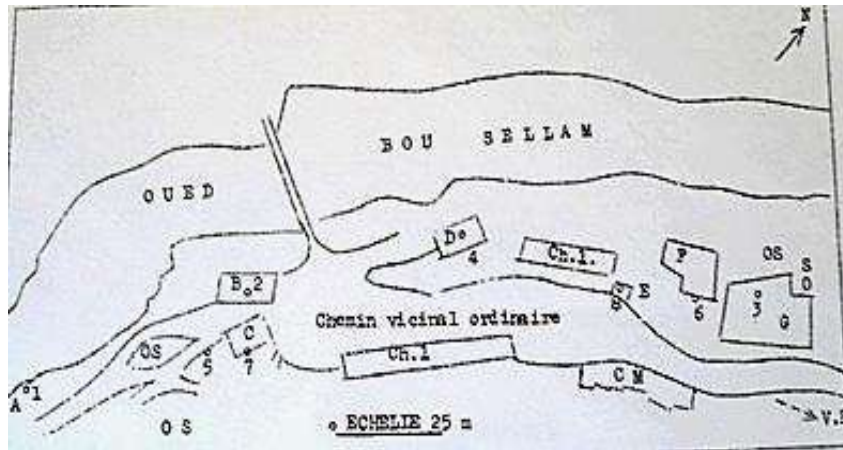 N
BOU SELLAM
OUED
D
4
Ch.1.
F
OS
S
O
B 2
E
8
6
3
G
Chemin vicinal ordinaire
C
OS
5
7
Ch.1
C M
A 1
O S
ECHELIE 25 m